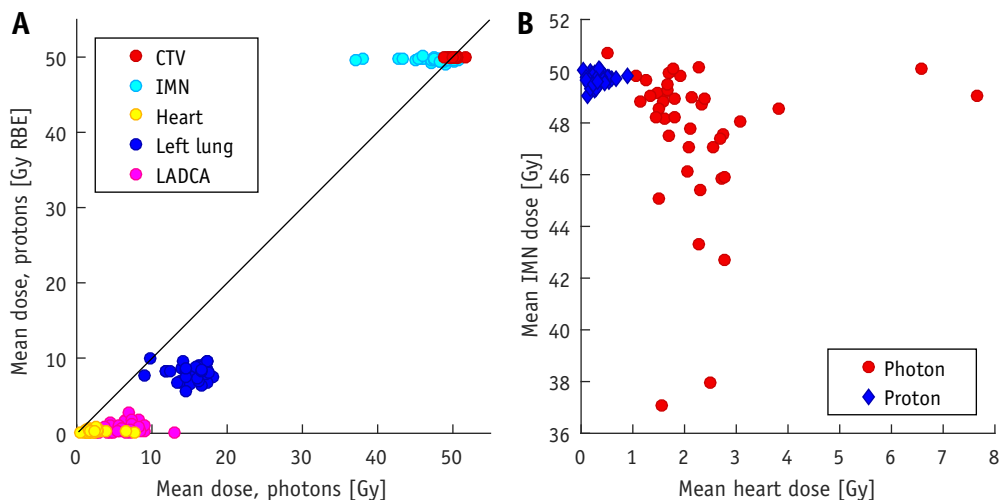 A
CTV
IMN
Heart
Left lung
LADCA
Mean dose, protons [Gy RBE]
50
40
30
20
10
0
0 10 20 30 40 50
Mean dose, photons [Gy]
B
Mean IMN dose [Gy]
52
50
48
46
44
42
40
38
36
Photon
Proton
0 1 2 3 4 5 6 7 8
Mean heart dose [Gy]